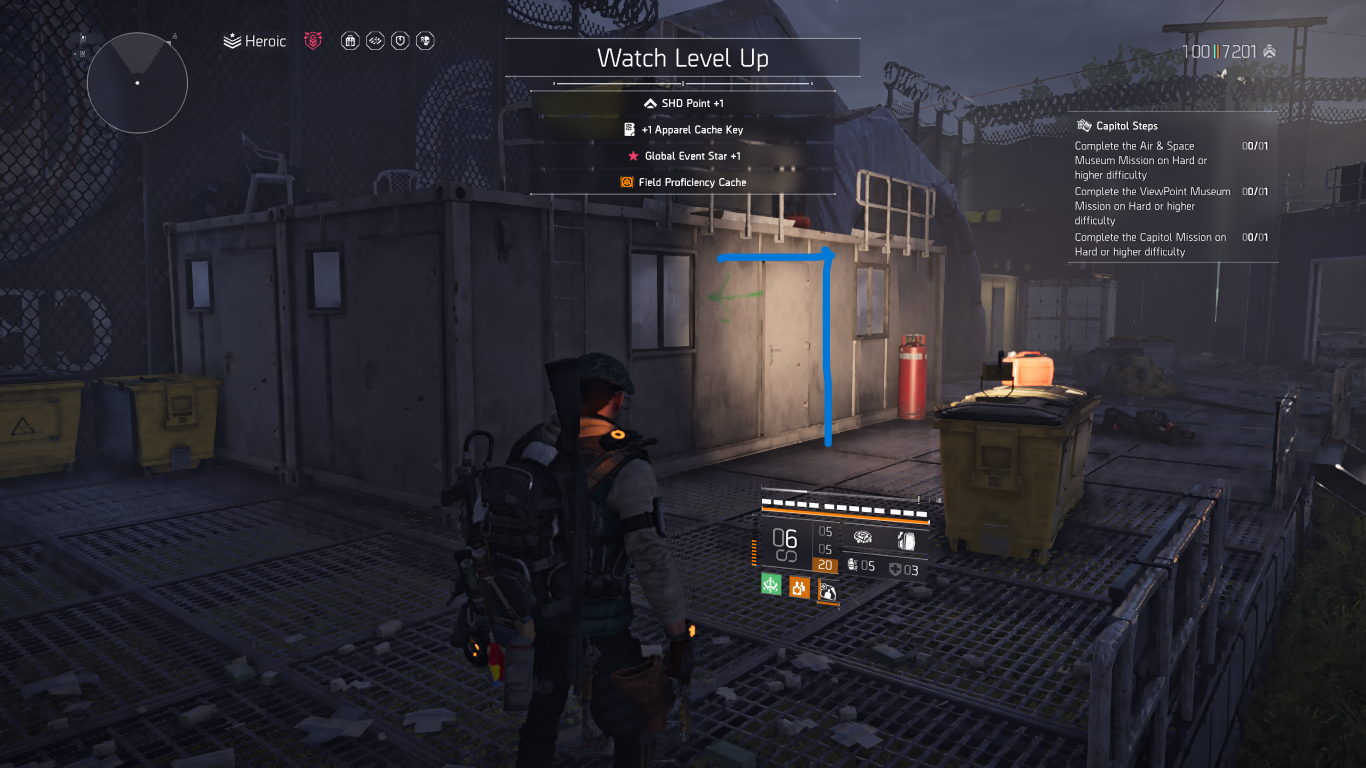 Heroic
Watch Level Up
SHD Point +1
+1 Apparel Cache Key
Global Event Star +1
Field Proficiency Cache
100 7201
Capitol Steps
Complete the Air & Space 00/01
Museum Mission on Hard or
higher difficulty
Complete the ViewPoint Museum 00/01
Mission on Hard or higher
difficulty
Complete the Capitol Mission on 00/01
Hard or higher difficulty
06
05
05
20
05
03